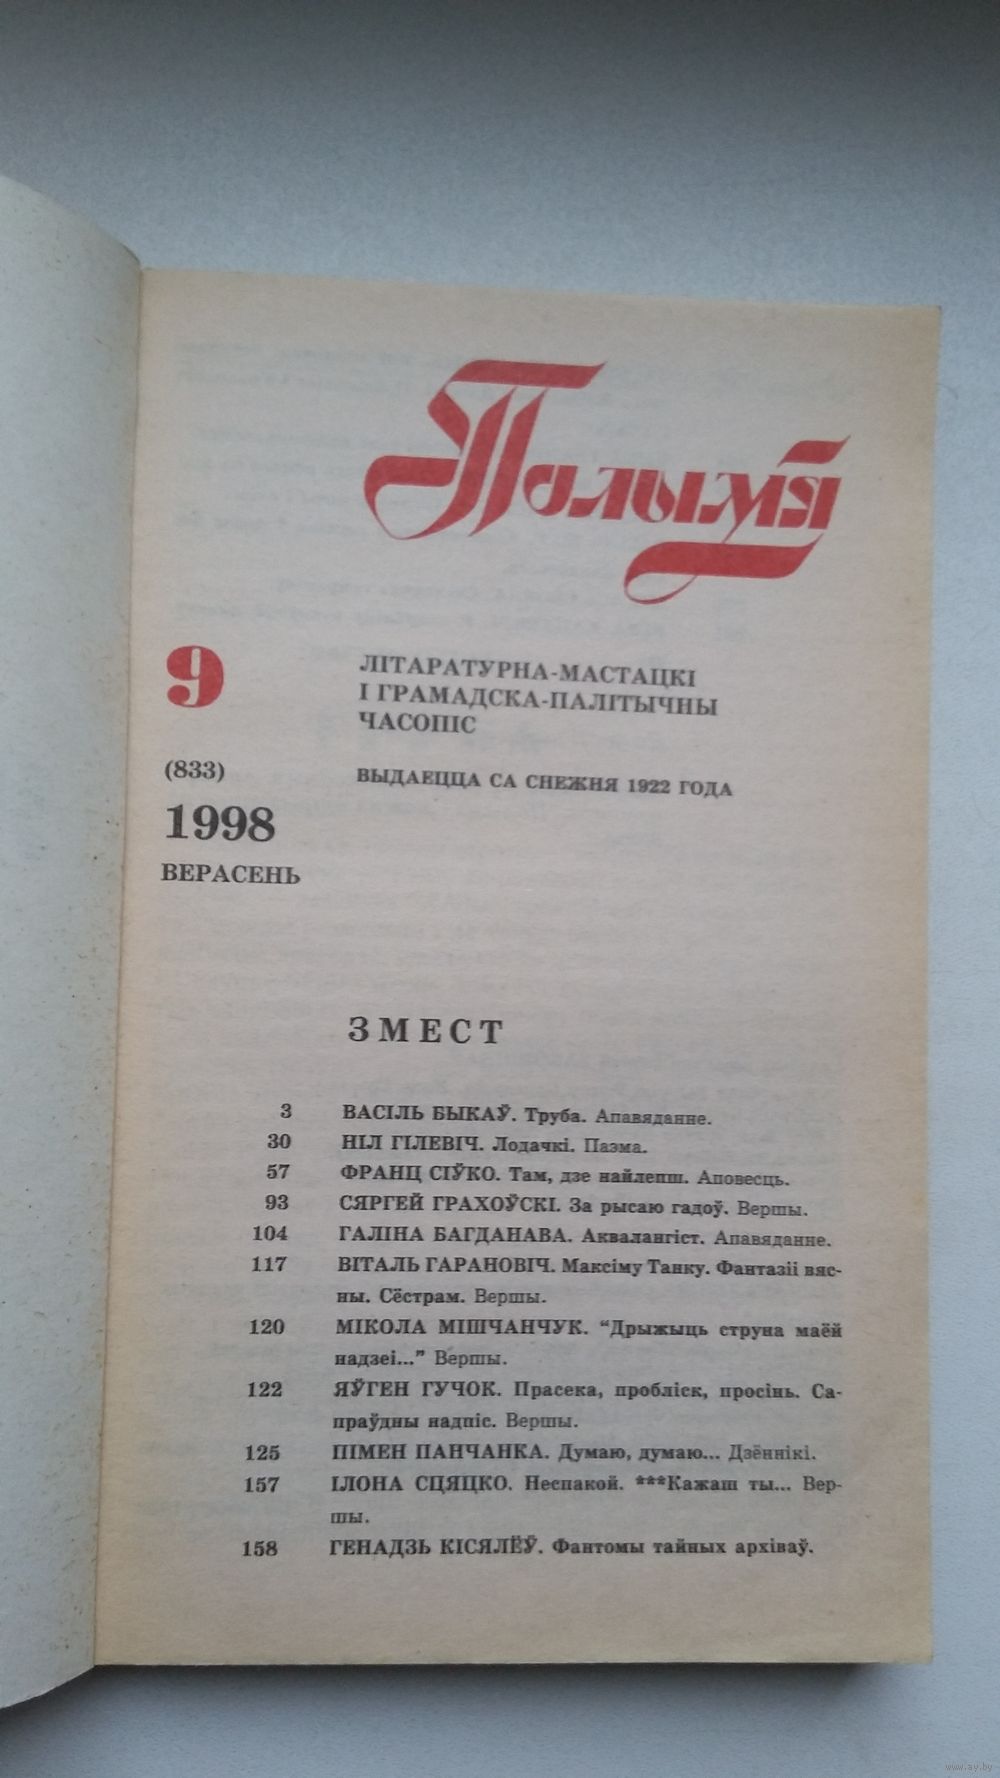 Полымя
9
ЛІТАРАТУРНА-МАСТАЦКІ
І ГРАМАДСКА-ПАЛІТЫЧНЫ
ЧАСОПІС
(833)
ВЫДАЕЦЦА СА СНЕЖНЯ 1922 ГОДА
1998
ВЕРАСЕНЬ
ЗМЕСТ
3 ВАСІЛЬ БЫКАЎ. Труба. Апавяданне.
30 НІЛ ГІЛЕВІЧ. Лодачкі. Паэма.
57 ФРАНЦ СІЎКО. Там, дзе найлепш. Аповесць.
93 СЯРГЕЙ ГРАХОЎСКІ. За рысаю гадоў. Вершы.
104 ГАЛІНА БАГДАНАВА. Аквалангіст. Апавяданне.
117 ВІТАЛЬ ГАРАНОВІЧ. Максіму Танку. Фантазіі вяс-
ны. Сёстрам. Вершы.
120 МІКОЛА МІШЧАНЧУК. “Дрыжыць струна маёй
надзеі...” Вершы.
122 ЯЎГЕН ГУЧОК. Прасека, пробліск, просінь. Са-
праўдны надпіс. Вершы.
125 ПІМЕН ПАНЧАНКА. Думаю, думаю... Дзённікі.
157 ІЛОНА СЦЯЦКО. Неспакой. ***Кажаш ты... Вер-
шы.
158 ГЕНАДЗЬ КІСЯЛЁЎ. Фантомы тайных архіваў.
www.ay.by